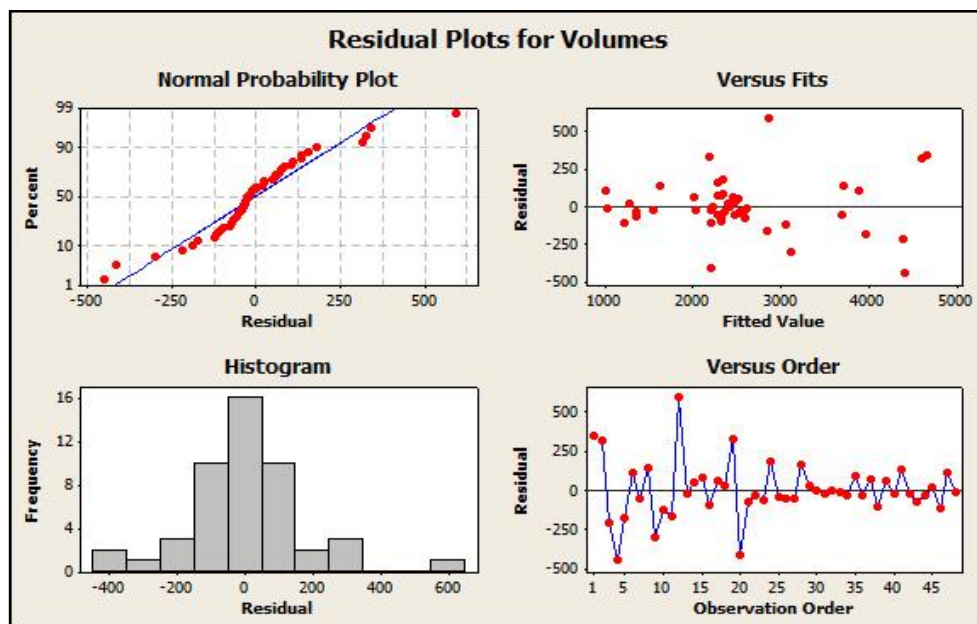 Residual Plots for Volumes
Normal Probability Plot
Percent
99
90
50
10
1
-500 -250 0 250 500
Residual
Versus Fits
Residual
500
250
0
-250
-500
1000 2000 3000 4000 5000
Fitted Value
Histogram
Frequency
16
12
8
4
0
-400 -200 0 200 400 600
Residual
Versus Order
Residual
500
250
0
-250
-500
1 5 10 15 20 25 30 35 40 45
Observation Order